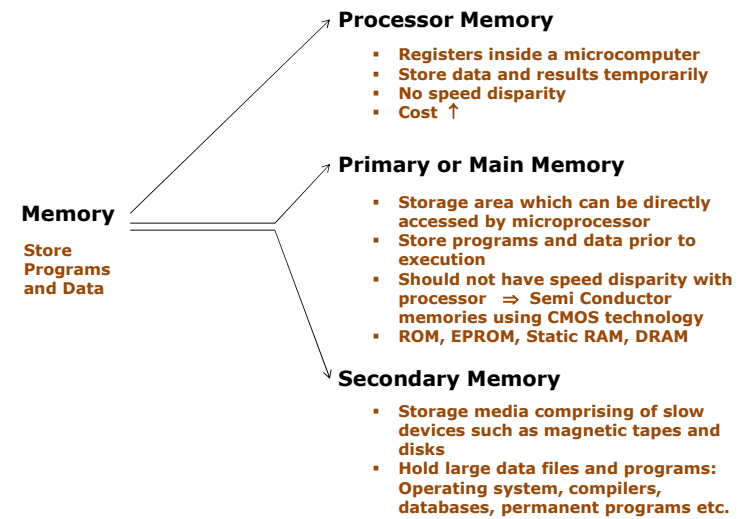 Processor Memory
▪ Registers inside a microcomputer
▪ Store data and results temporarily
▪ No speed disparity
▪ Cost ↑
Primary or Main Memory
▪ Storage area which can be directly
accessed by microprocessor
▪ Store programs and data prior to
execution
▪ Should not have speed disparity with
processor ⇒ Semi Conductor
memories using CMOS technology
▪ ROM, EPROM, Static RAM, DRAM
Memory
Store
Programs
and Data
Secondary Memory
▪ Storage media comprising of slow
devices such as magnetic tapes and
disks
▪ Hold large data files and programs:
Operating system, compilers,
databases, permanent programs etc.